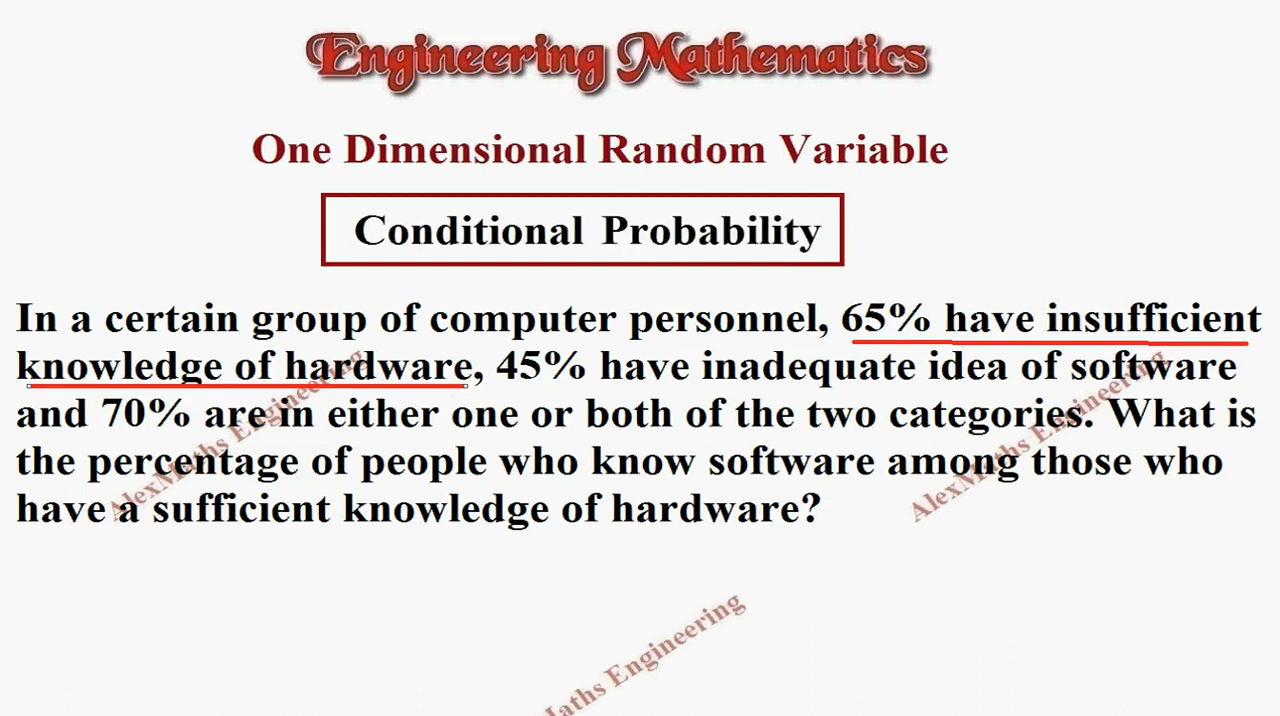 Engineering Mathematics
One Dimensional Random Variable
Conditional Probability
In a certain group of computer personnel, 65% have insufficient
knowledge of hardware, 45% have inadequate idea of software
and 70% are in either one or both of the two categories. What is
the percentage of people who know software among those who
have a sufficient knowledge of hardware?
AlexMaths Engineering
AlexMaths Engineering
Maths Engineering